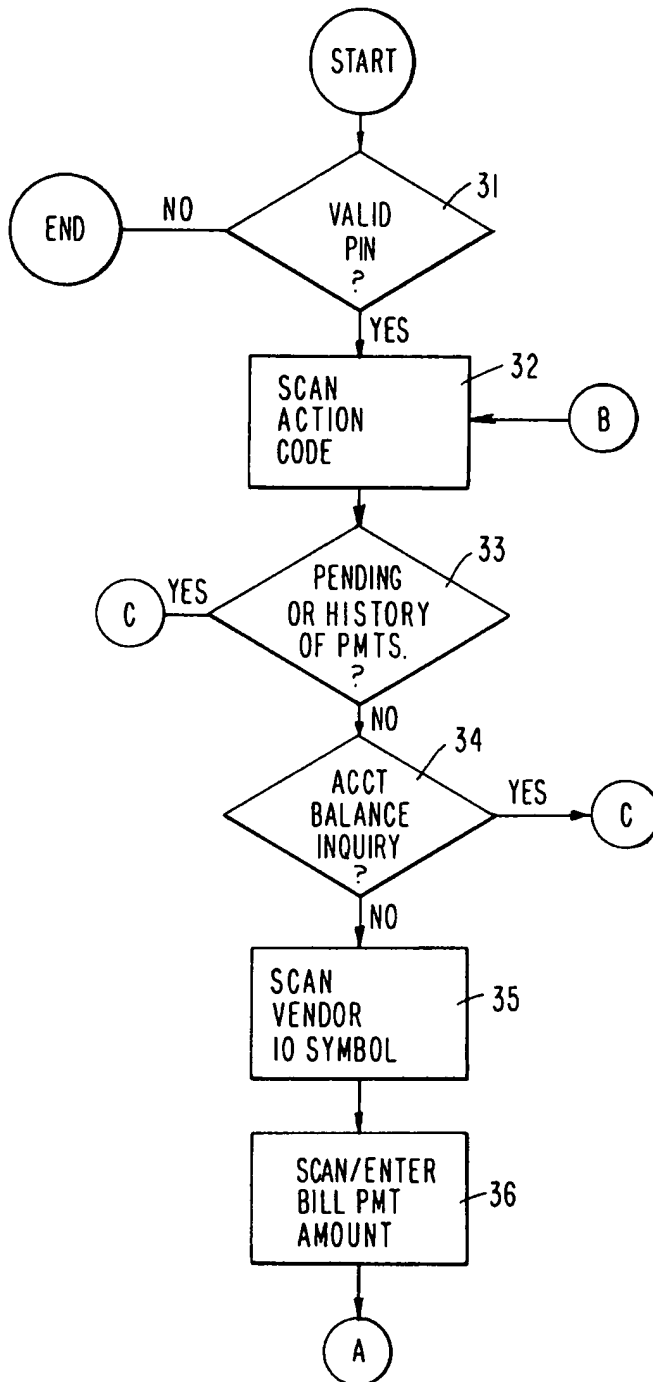 START
31
VALID
PIN
?
NO
END
YES
32
SCAN
ACTION
CODE
B
33
PENDING
OR HISTORY
OF PMTS.
?
YES
C
NO
34
ACCT
BALANCE
INQUIRY
?
YES
C
NO
35
SCAN
VENDOR
IO SYMBOL
36
SCAN/ENTER
BILL PMT
AMOUNT
A